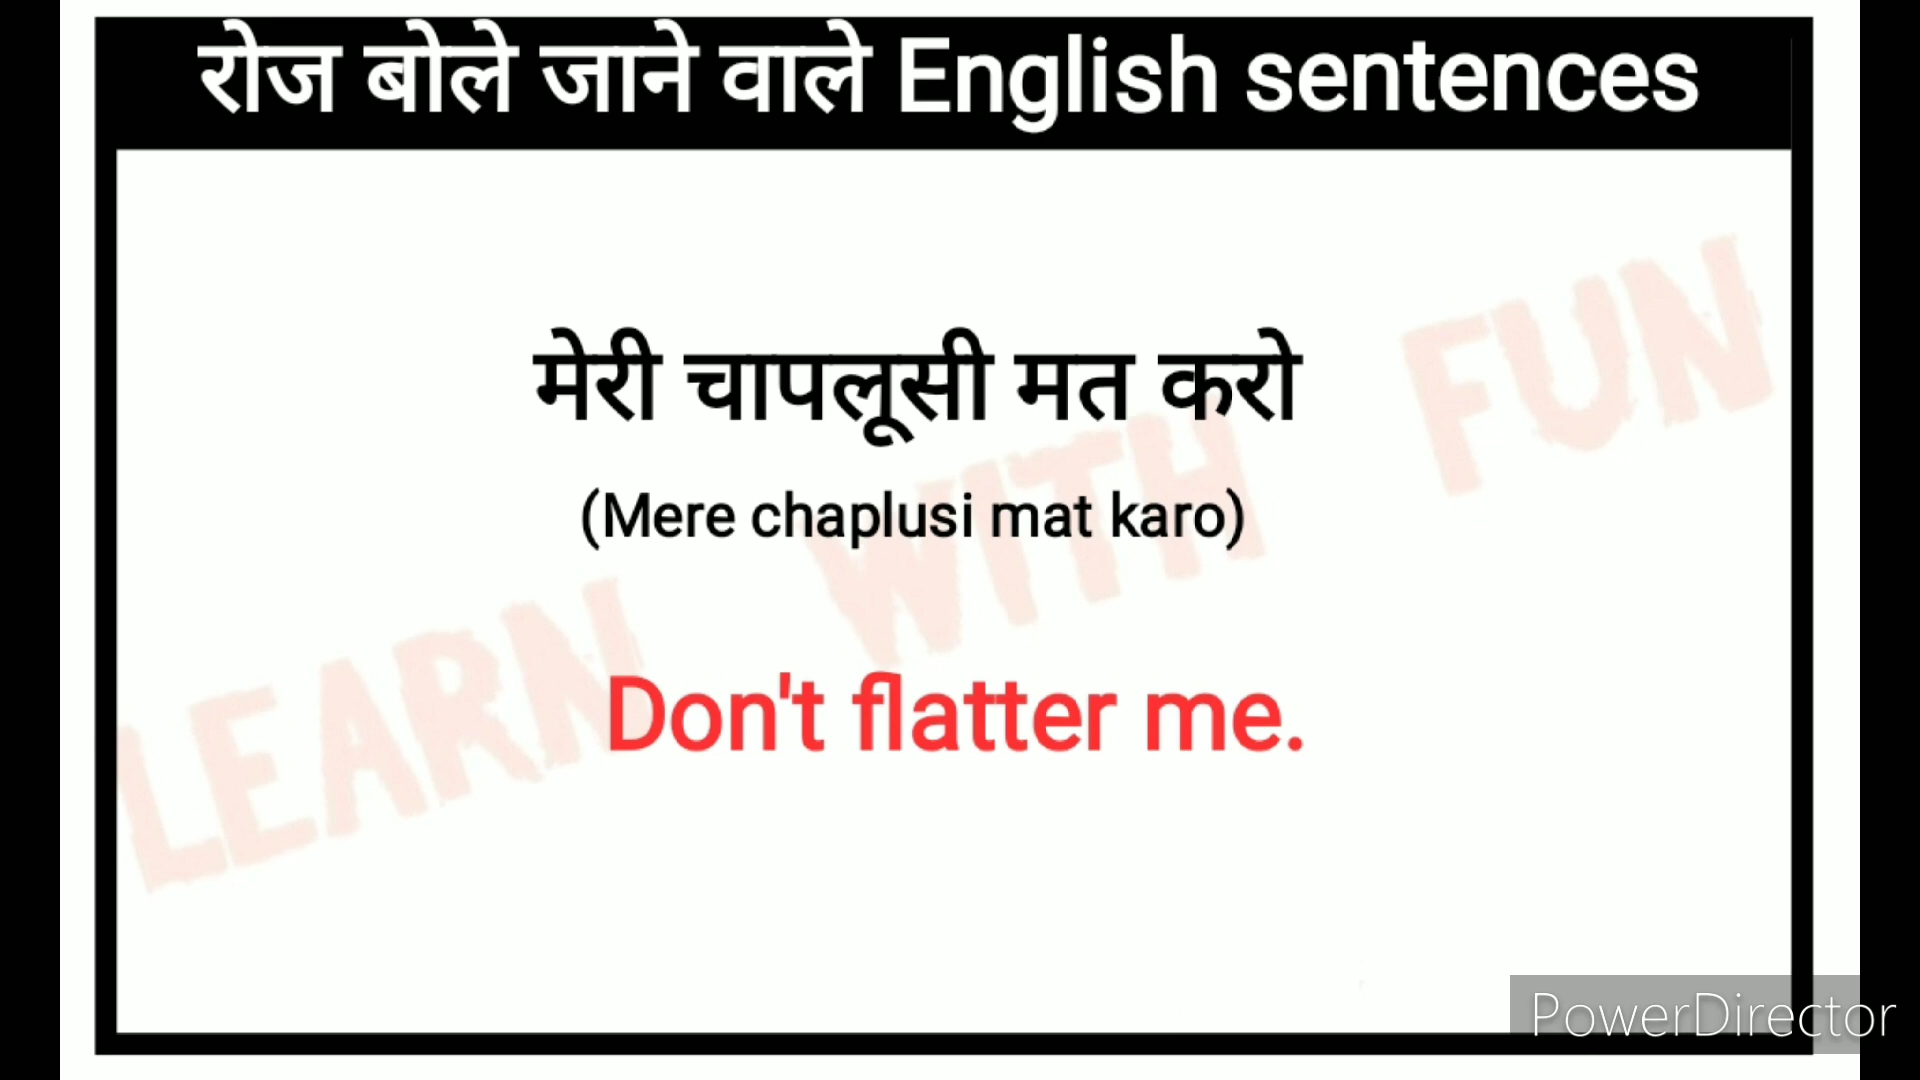 रोज बोले जाने वाले English sentences
मेरी चापलूसी मत करो
(Mere chaplusi mat karo)
Don't flatter me.
LEARN WITH FUN
PowerDirector